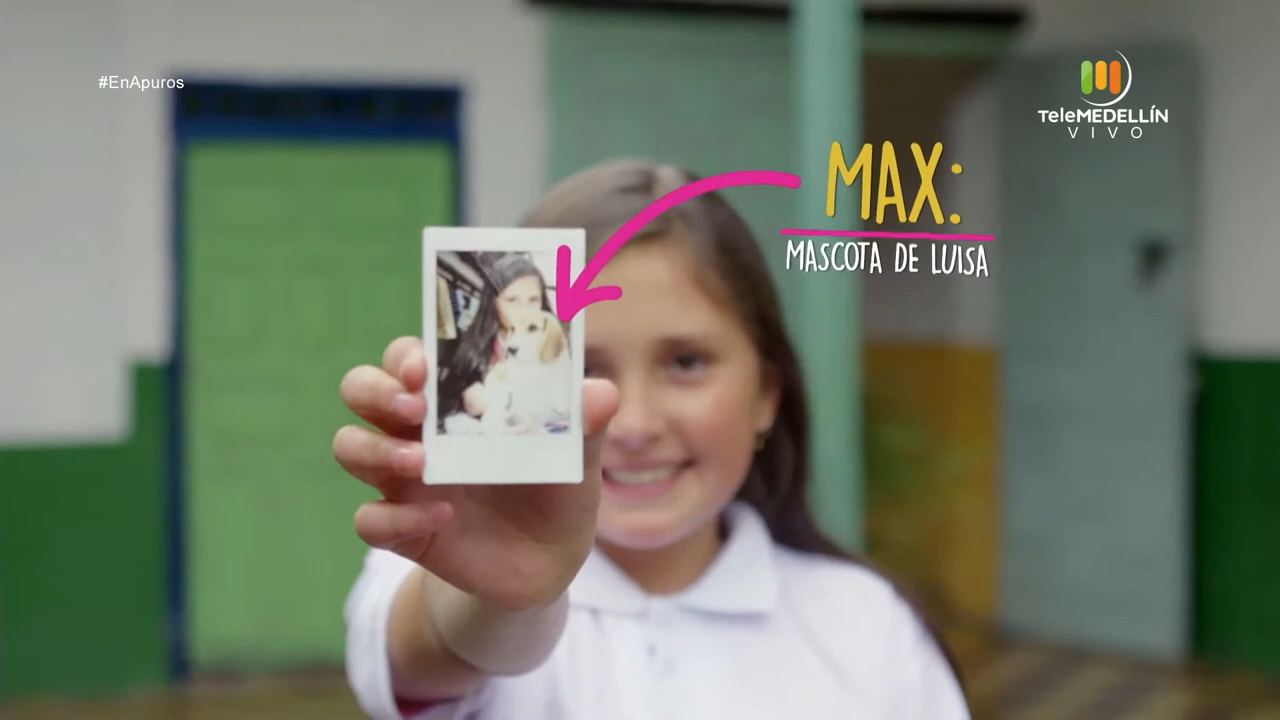 #EnApuros
TeleMEDELLÍN
VIVO
MAX:
MASCOTA DE LUISA